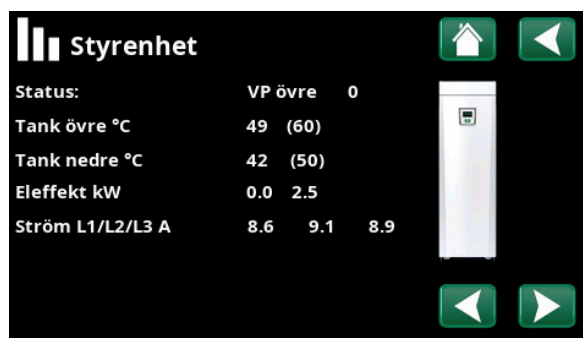 Styrenhet
Status: VP övre 0
Tank övre °C 49 (60)
Tank nedre °C 42 (50)
Eleffekt kW 0.0 2.5
Ström L1/L2/L3 A 8.6 9.1 8.9